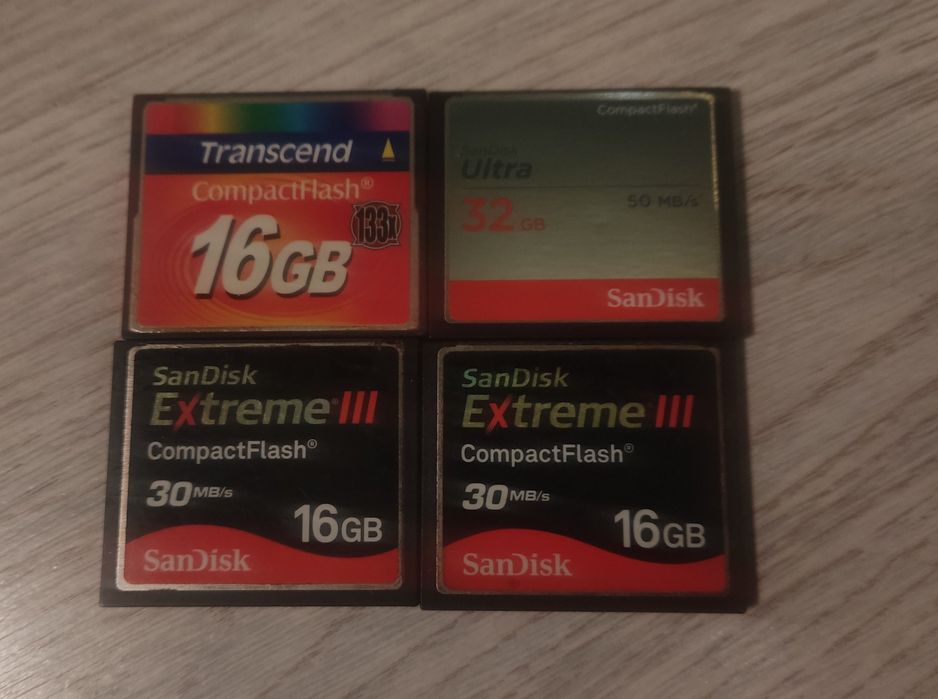 Transcend
CompactFlash®
133x
16GB
CompactFlash®
SanDisk
Ultra
50 MB/s
32 GB
SanDisk
SanDisk
Extreme® III
CompactFlash®
30MB/s
16GB
SanDisk
SanDisk
Extreme® III
CompactFlash®
30MB/s
16GB
SanDisk